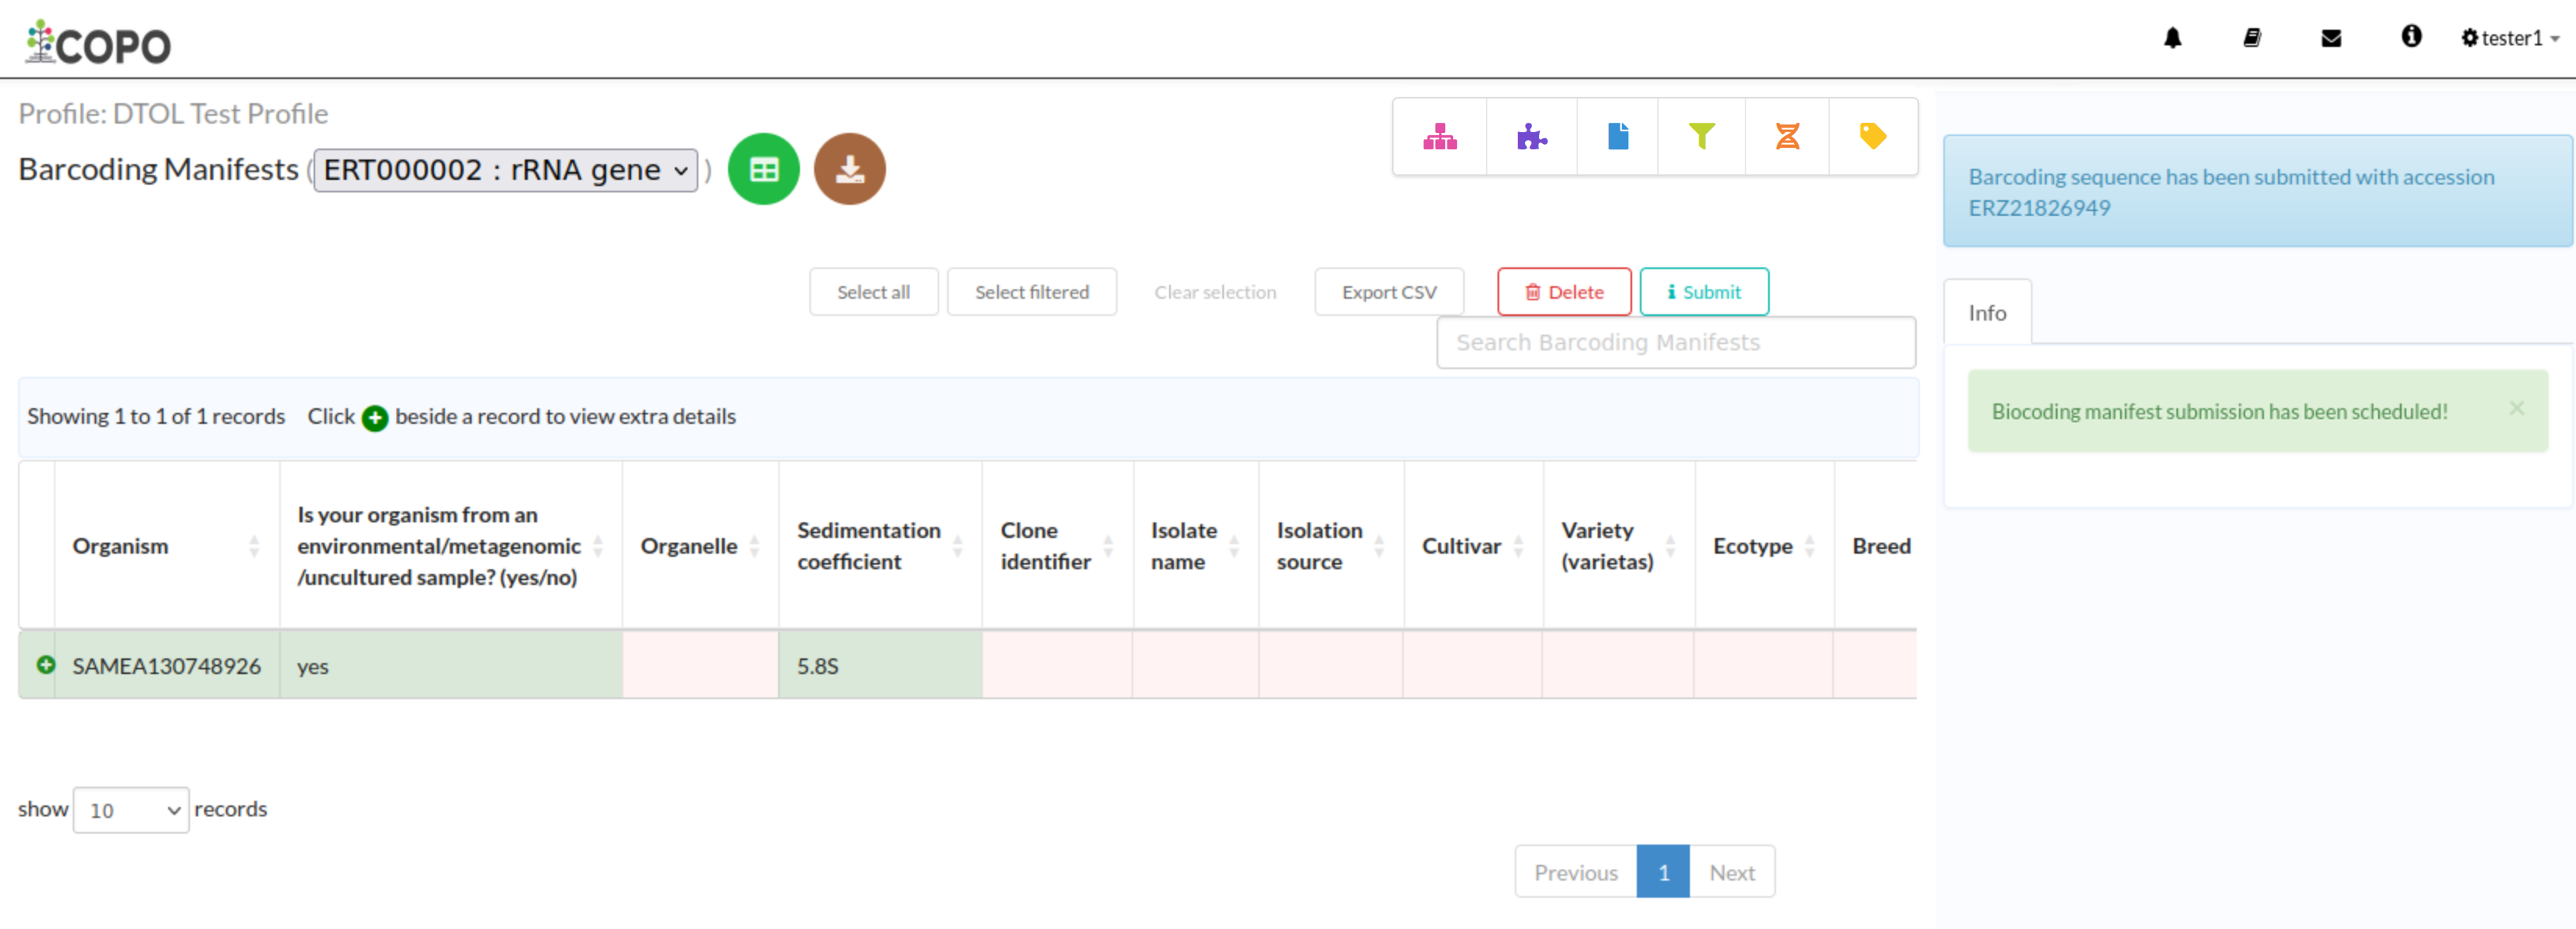 COPO
tester1
Profile: DTOL Test Profile
Barcoding Manifests (ERT000002 : rRNA gene)
Barcoding sequence has been submitted with accession
ERZ21826949
Select all Select filtered Clear selection Export CSV Delete Submit
Search Barcoding Manifests
Info
Biocoding manifest submission has been scheduled! ×
Showing 1 to 1 of 1 records Click beside a record to view extra details
Organism
Is your organism from an
environmental/metagenomic
/uncultured sample? (yes/no)
Organelle
Sedimentation
coefficient
Clone
identifier
Isolate
name
Isolation
source
Cultivar
Variety
(varietas)
Ecotype
Breed
SAMEA130748926 yes 5.8S
show 10 records
Previous 1 Next